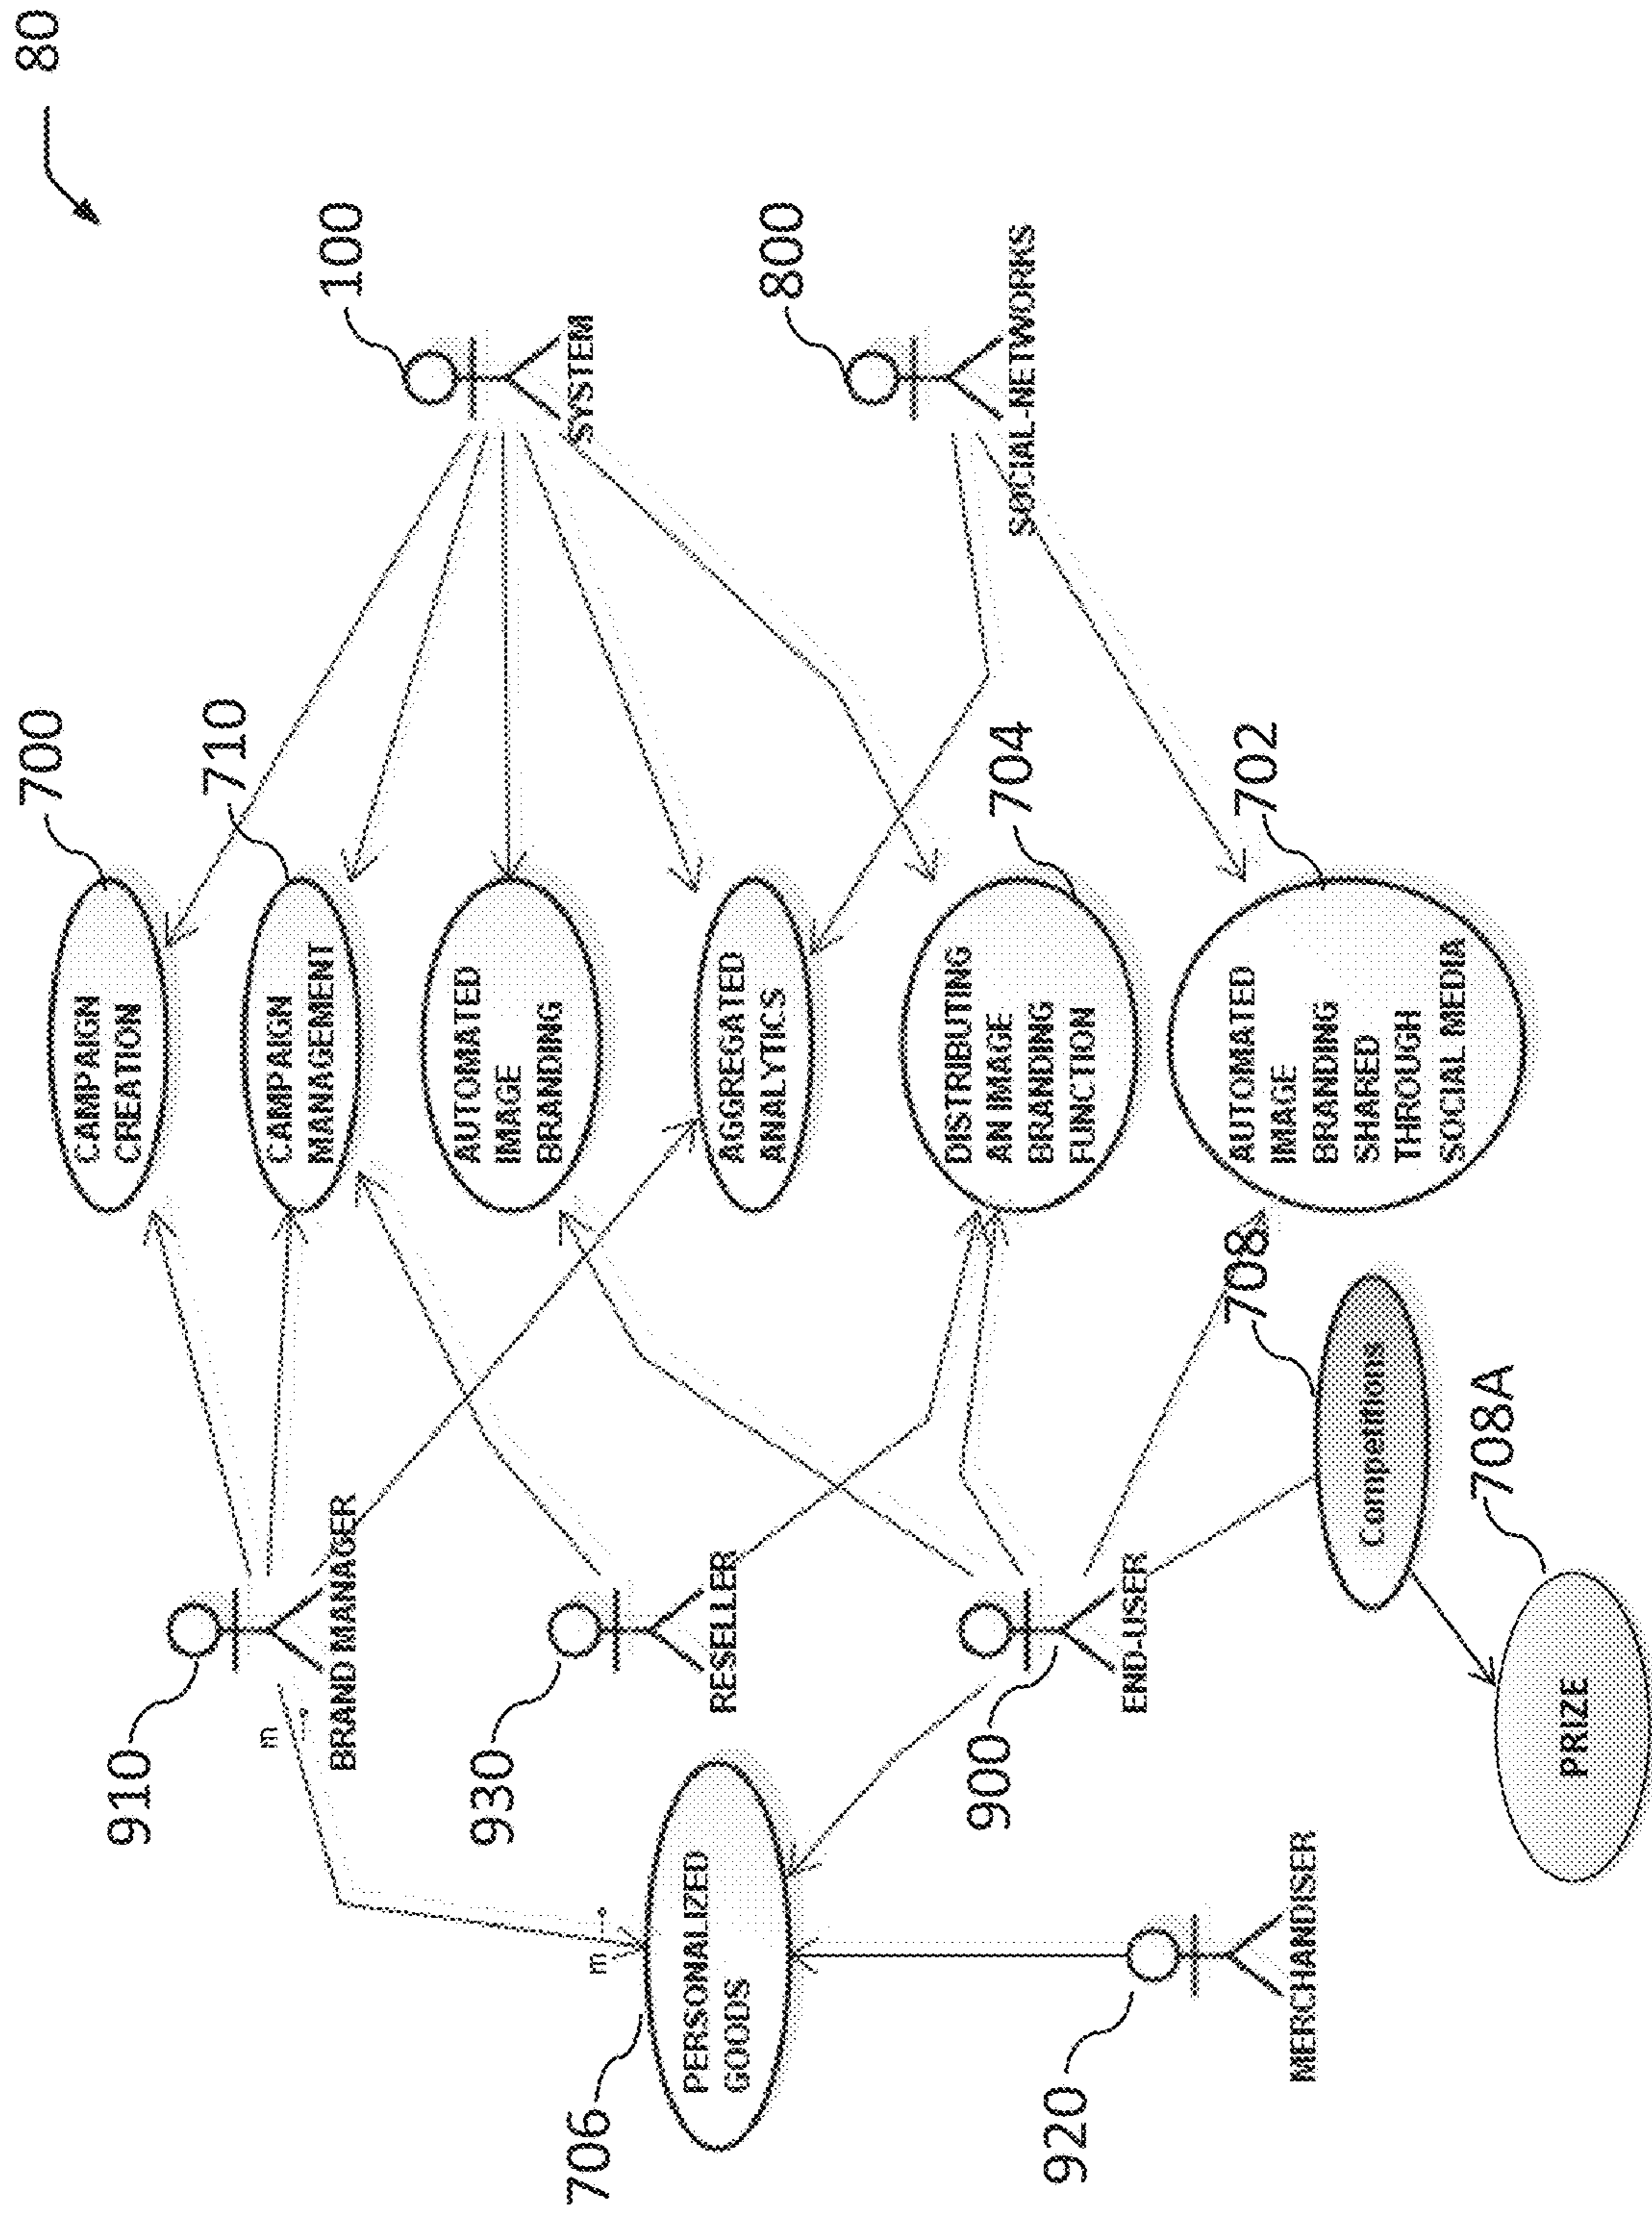 80
700
710
100
CAMPAIGN
CREATION
CAMPAIGN
MANAGEMENT
AUTOMATED
IMAGE
BRANDING
AGGREGATED
ANALYTICS
DISTRIBUTING
AN IMAGE
BRANDING
FUNCTION
704
AUTOMATED
IMAGE
BRANDING
SHARED
THROUGH
SOCIAL MEDIA
702
SYSTEM
800
SOCIAL-NETWORKS
910
BRAND MANAGER
m
..*
930
RESELLER
900
END-USER
708
Competitions
708A
PRIZE
m
..*
706
PERSONALIZED
GOODS
920
MERCHANDISER